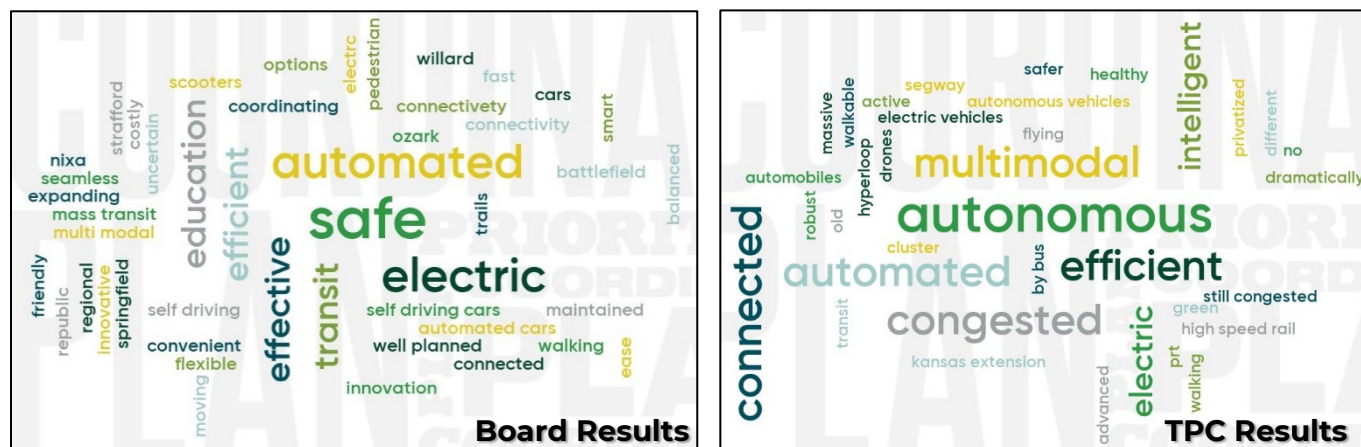 options
electrc
pedestrian
willard
scooters
fast
coordinating
connectivety
cars
connectivity
smart
strafford
costly
education
ozark
automated
nixa
seamless
uncertain
efficient
battlefield
balanced
expanding
mass transit
multi modal
safe
trails
effective
electric
friendly
republic
regional
innovative
springfield
self driving
transit
self driving cars
maintained
automated cars
convenient
well planned
walking
flexible
connected
ease
moving
innovation
Board Results
massive
walkable
segway
safer
healthy
intelligent
active
autonomous vehicles
electric vehicles
privatized
different
flying
hyperloop
drones
multimodal
no
automobiles
dramatically
robust
old
autonomous
connected
cluster
automated
by bus
efficient
transit
still congested
congested
green
electric
high speed rail
kansas extension
prt
walking
advanced
TPC Results